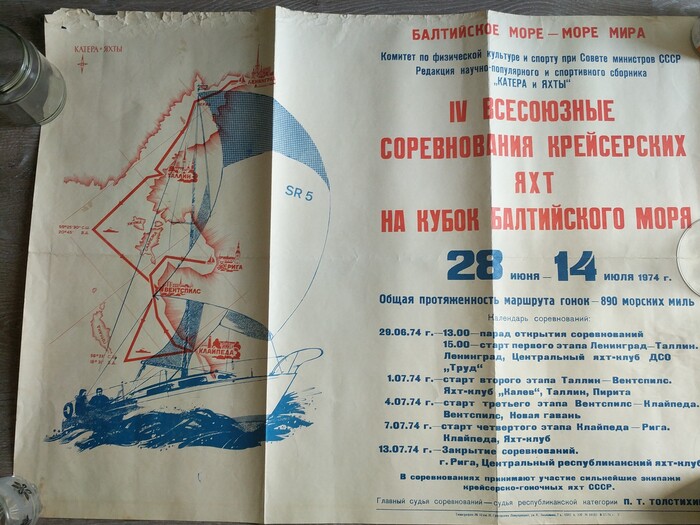 КАТЕРА и ЯХТЫ
ЛЕНИНГРАД
ТАЛЛИН
SR 5
РИГА
ВЕНТСПИЛС
КЛАЙПЕДА
БАЛТИЙСКОЕ МОРЕ — МОРЕ МИРА
Комитет по физической культуре и спорту при Совете министров СССР
Редакция научно-популярного и спортивного сборника
„КАТЕРА и ЯХТЫ"
IV ВСЕСОЮЗНЫЕ
СОРЕВНОВАНИЯ КРЕЙСЕРСКИХ
ЯХТ
НА КУБОК БАЛТИЙСКОГО МОРЯ
28 ИЮНЯ — 14 ИЮЛЯ 1974 г.
Общая протяженность маршрута гонок — 890 морских миль
Календарь соревнований:
29.06.74 г.—13.00—парад открытия соревнований
15.00—старт первого этапа Ленинград—Таллин.
Ленинград, Центральный яхт-клуб ДСО
„Труд"
1.07.74 г.—старт второго этапа Таллин—Вентспилс.
Яхт-клуб „Калев", Таллин, Пирита
4.07.74 г.—старт третьего этапа Вентспилс—Клайпеда.
Вентспилс, Новая гавань
7.07.74 г.—старт четвертого этапа Клайпеда—Рига.
Клайпеда, Яхт-клуб
13.07.74 г.—Закрытие соревнований.
г. Рига, Центральный республиканский яхт-клуб
В соревнованиях принимают участие сильнейшие экипажи
крейсерско-гоночных яхт СССР.
Главный судья соревнований—судья республиканской категории П. Т. ТОЛСТИХИН